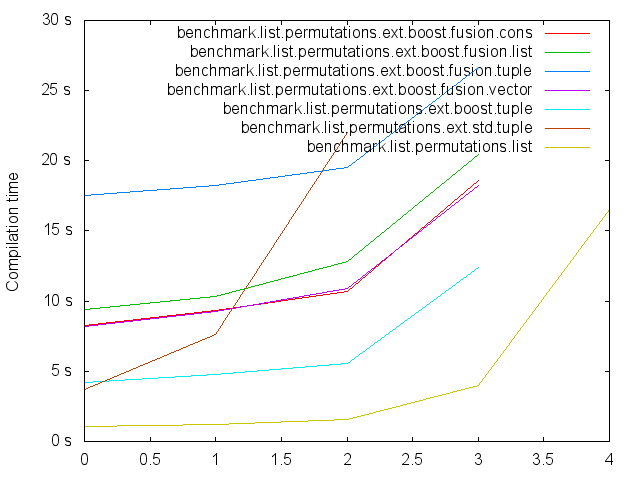 30 s
benchmark.list.permutations.ext.boost.fusion.cons
benchmark.list.permutations.ext.boost.fusion.list
benchmark.list.permutations.ext.boost.fusion.tuple
25 s
benchmark.list.permutations.ext.boost.fusion.vector
benchmark.list.permutations.ext.boost.tuple
benchmark.list.permutations.ext.std.tuple
benchmark.list.permutations.list
20 s
15 s
10 s
5 s
0 s
Compilation time
0 0.5 1 1.5 2 2.5 3 3.5 4